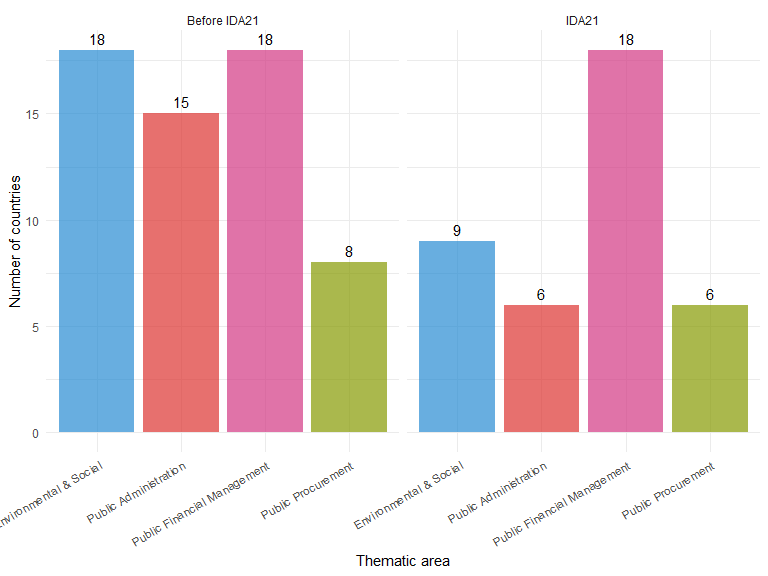 Before IDA21
IDA21
18
15
18
8
9
6
18
6
Number of countries
15
10
5
0
nvironmental & Social
Public Administration
Public Financial Management
Public Procurement
Environmental & Social
Public Administration
Public Financial Management
Public Procurement
Thematic area